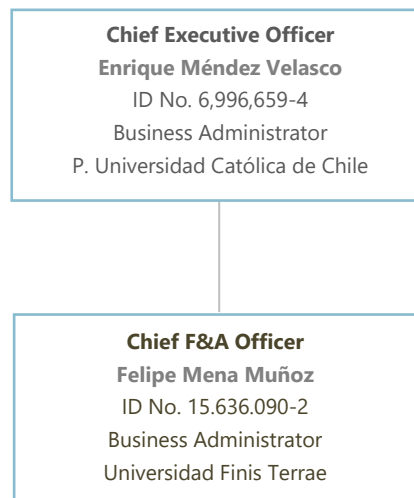 Chief Executive Officer
Enrique Méndez Velasco
ID No. 6,996,659-4
Business Administrator
P. Universidad Católica de Chile
Chief F&A Officer
Felipe Mena Muñoz
ID No. 15.636.090-2
Business Administrator
Universidad Finis Terrae